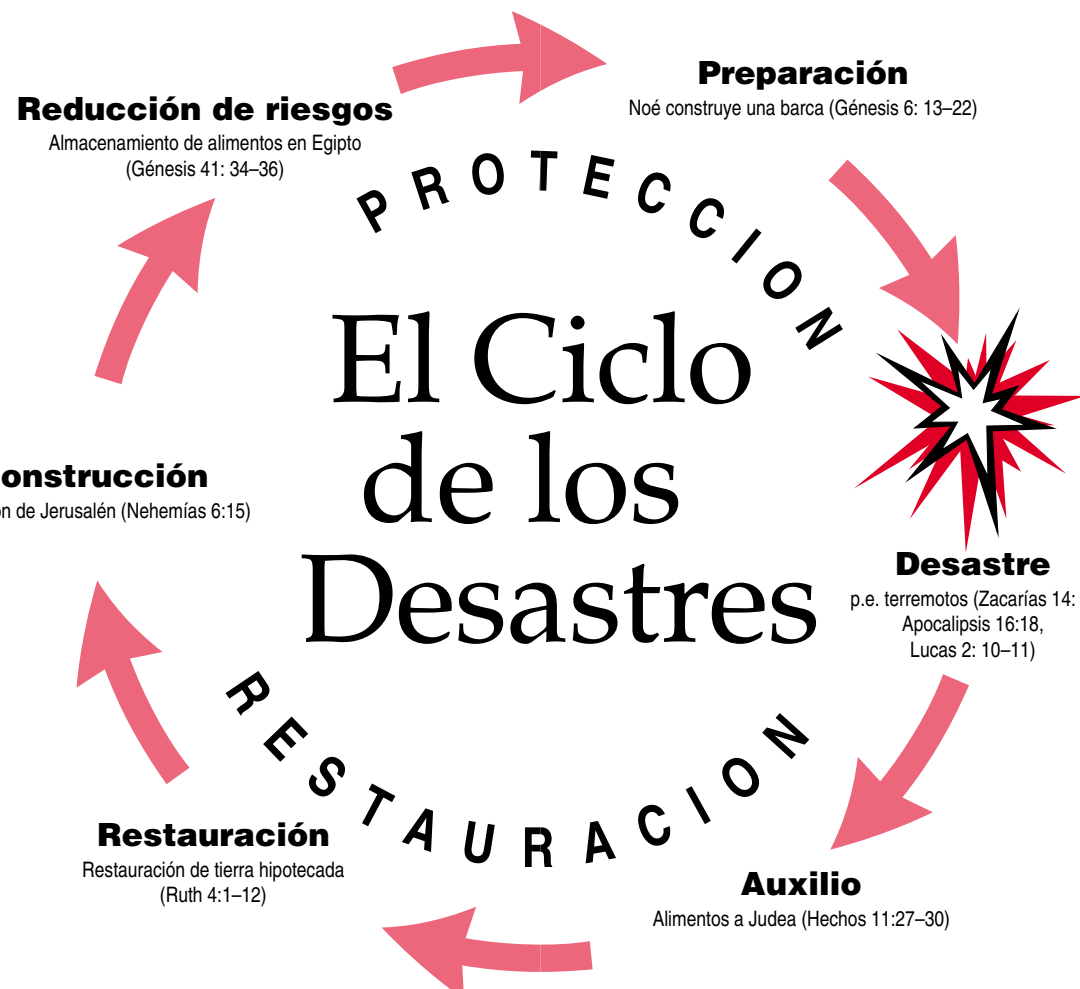 Preparación
Noé construye una barca (Génesis 6: 13–22)
Reducción de riesgos
Almacenamiento de alimentos en Egipto
(Génesis 41: 34–36)
PROTECCION
El Ciclo
de los
Desastres
onstrucción
ón de Jerusalén (Nehemías 6:15)
Desastre
p.e. terremotos (Zacarías 14:
Apocalipsis 16:18,
Lucas 2: 10–11)
RESTAURACION
Restauración
Restauración de tierra hipotecada
(Ruth 4:1–12)
Auxilio
Alimentos a Judea (Hechos 11:27–30)